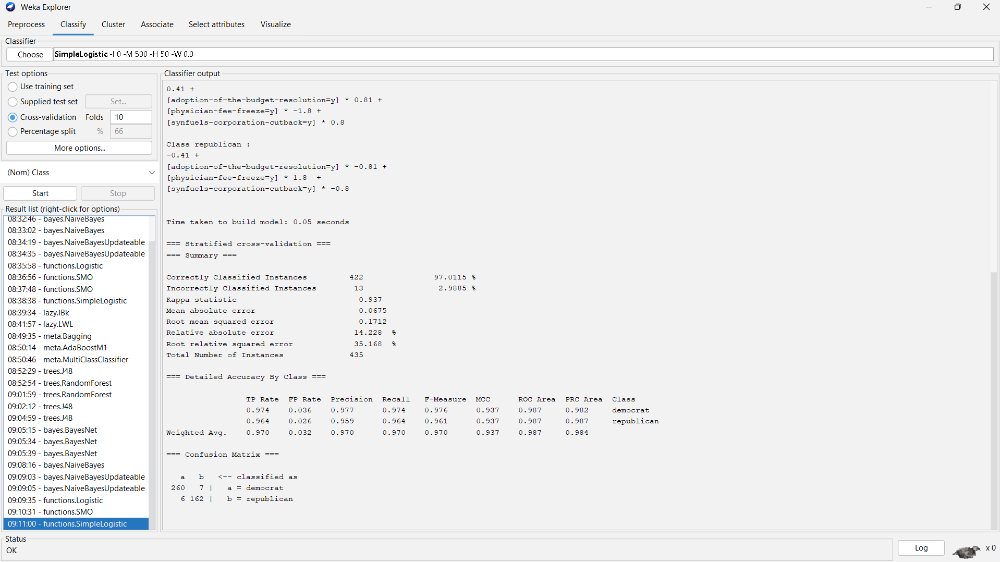 Weka Explorer
Preprocess Classify Cluster Associate Select attributes Visualize
Classifier
Choose SimpleLogistic -I 0 -M 500 -H 50 -W 0.0
Test options
Use training set
Supplied test set Set...
Cross-validation Folds 10
Percentage split % 66
More options...
(Nom) Class
Start Stop
Result list (right-click for options)
08:32:46 - bayes.NaiveBayes
08:33:02 - bayes.NaiveBayes
08:34:19 - bayes.NaiveBayesUpdateable
08:34:35 - bayes.NaiveBayesUpdateable
08:35:58 - functions.Logistic
08:36:56 - functions.SMO
08:37:48 - functions.SMO
08:38:38 - functions.SimpleLogistic
08:39:34 - lazy.IBk
08:41:57 - lazy.LWL
08:49:35 - meta.Bagging
08:50:14 - meta.AdaBoostM1
08:50:46 - meta.MultiClassClassifier
08:52:29 - trees.J48
08:52:54 - trees.RandomForest
09:01:59 - trees.RandomForest
09:02:12 - trees.J48
09:04:59 - trees.J48
09:05:15 - bayes.BayesNet
09:05:34 - bayes.BayesNet
09:05:39 - bayes.BayesNet
09:08:16 - bayes.NaiveBayes
09:09:03 - bayes.NaiveBayesUpdateable
09:09:05 - bayes.NaiveBayesUpdateable
09:09:35 - functions.Logistic
09:10:31 - functions.SMO
09:11:00 - functions.SimpleLogistic
Classifier output
0.41 +
[adoption-of-the-budget-resolution=y] * 0.81 +
[physician-fee-freeze=y] * -1.8 +
[synfuels-corporation-cutback=y] * 0.8
Class republican :
-0.41 +
[adoption-of-the-budget-resolution=y] * -0.81 +
[physician-fee-freeze=y] * 1.8  +
[synfuels-corporation-cutback=y] * -0.8
Time taken to build model: 0.05 seconds
=== Stratified cross-validation ===
=== Summary ===
Correctly Classified Instances 422 97.0115 %
Incorrectly Classified Instances 13 2.9885 %
Kappa statistic 0.937
Mean absolute error 0.0675
Root mean squared error 0.1712
Relative absolute error 14.228 %
Root relative squared error 35.168 %
Total Number of Instances 435
=== Detailed Accuracy By Class ===
TP Rate FP Rate Precision Recall F-Measure MCC ROC Area PRC Area Class
0.974 0.036 0.977 0.974 0.976 0.937 0.987 0.982 democrat
0.964 0.026 0.959 0.964 0.961 0.937 0.987 0.987 republican
Weighted Avg. 0.970 0.032 0.970 0.970 0.970 0.937 0.987 0.984
=== Confusion Matrix ===
a b <-- classified as
260 7 | a = democrat
6 162 | b = republican
Status
OK
Log
x 0